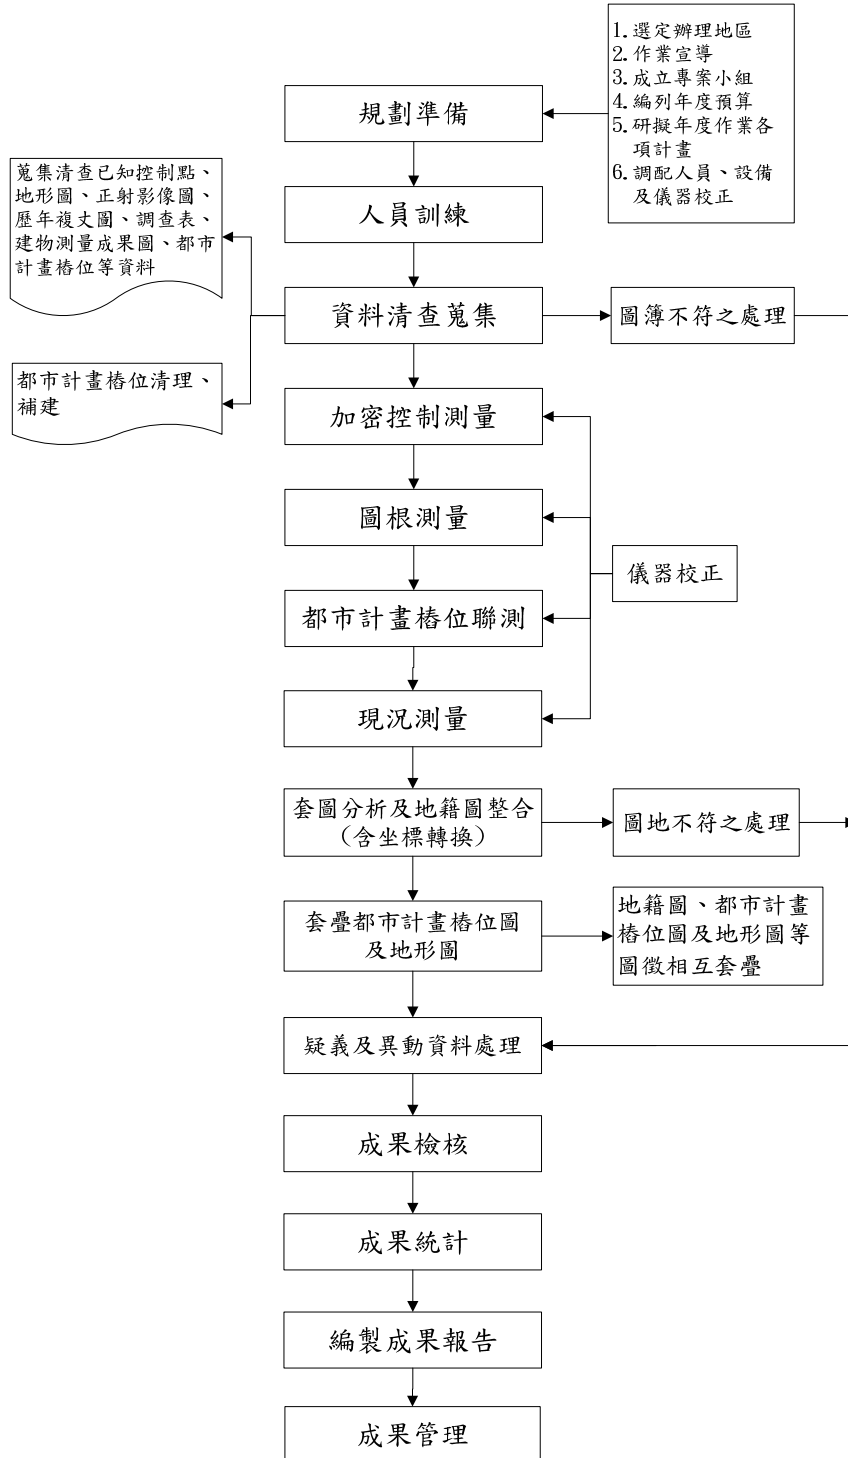 1. 選定辦理地區
2. 作業宣導
3. 成立專案小組
4. 編列年度預算
5. 研擬年度作業各
項計畫
6. 調配人員、設備
及儀器校正
規劃準備
人員訓練
蒐集清查已知控制點、
地形圖、正射影像圖、
歷年複丈圖、調查表、
建物測量成果圖、都市
計畫樁位等資料
資料清查蒐集
圖簿不符之處理
都市計畫樁位清理、
補建
加密控制測量
圖根測量
儀器校正
都市計畫樁位聯測
現況測量
套圖分析及地籍圖整合
（含坐標轉換）
圖地不符之處理
套疊都市計畫樁位圖
及地形圖
地籍圖、都市計畫
樁位圖及地形圖等
圖徵相互套疊
疑義及異動資料處理
成果檢核
成果統計
編製成果報告
成果管理